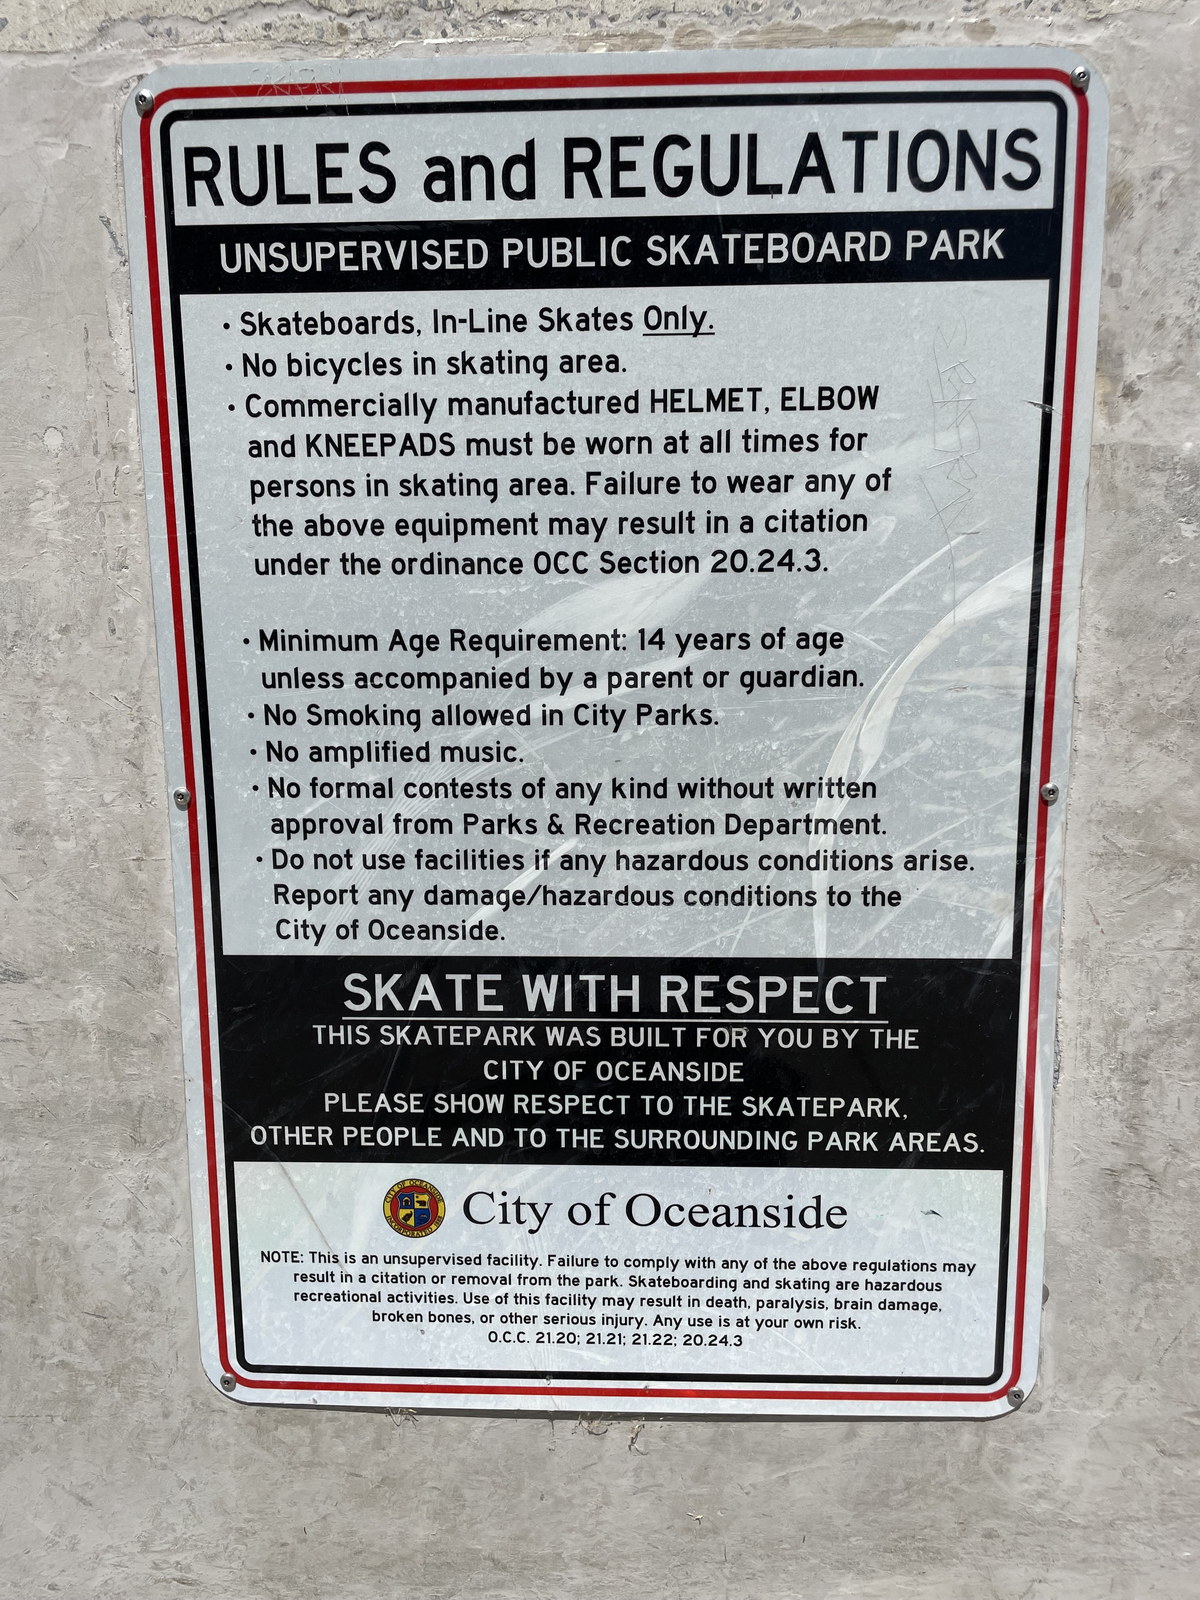 RULES and REGULATIONS
UNSUPERVISED PUBLIC SKATEBOARD PARK
• Skateboards, In-Line Skates Only.
• No bicycles in skating area.
• Commercially manufactured HELMET, ELBOW
and KNEEPADS must be worn at all times for
persons in skating area. Failure to wear any of
the above equipment may result in a citation
under the ordinance OCC Section 20.24.3.
• Minimum Age Requirement: 14 years of age
unless accompanied by a parent or guardian.
• No Smoking allowed in City Parks.
• No amplified music.
• No formal contests of any kind without written
approval from Parks & Recreation Department.
• Do not use facilities if any hazardous conditions arise.
Report any damage/hazardous conditions to the
City of Oceanside.
SKATE WITH RESPECT
THIS SKATEPARK WAS BUILT FOR YOU BY THE
CITY OF OCEANSIDE
PLEASE SHOW RESPECT TO THE SKATEPARK,
OTHER PEOPLE AND TO THE SURROUNDING PARK AREAS.
CITY OF OCEANSIDE
INCORPORATED 1888
City of Oceanside
NOTE: This is an unsupervised facility. Failure to comply with any of the above regulations may
result in a citation or removal from the park. Skateboarding and skating are hazardous
recreational activities. Use of this facility may result in death, paralysis, brain damage,
broken bones, or other serious injury. Any use is at your own risk.
O.C.C. 21.20; 21.21; 21.22; 20.24.3